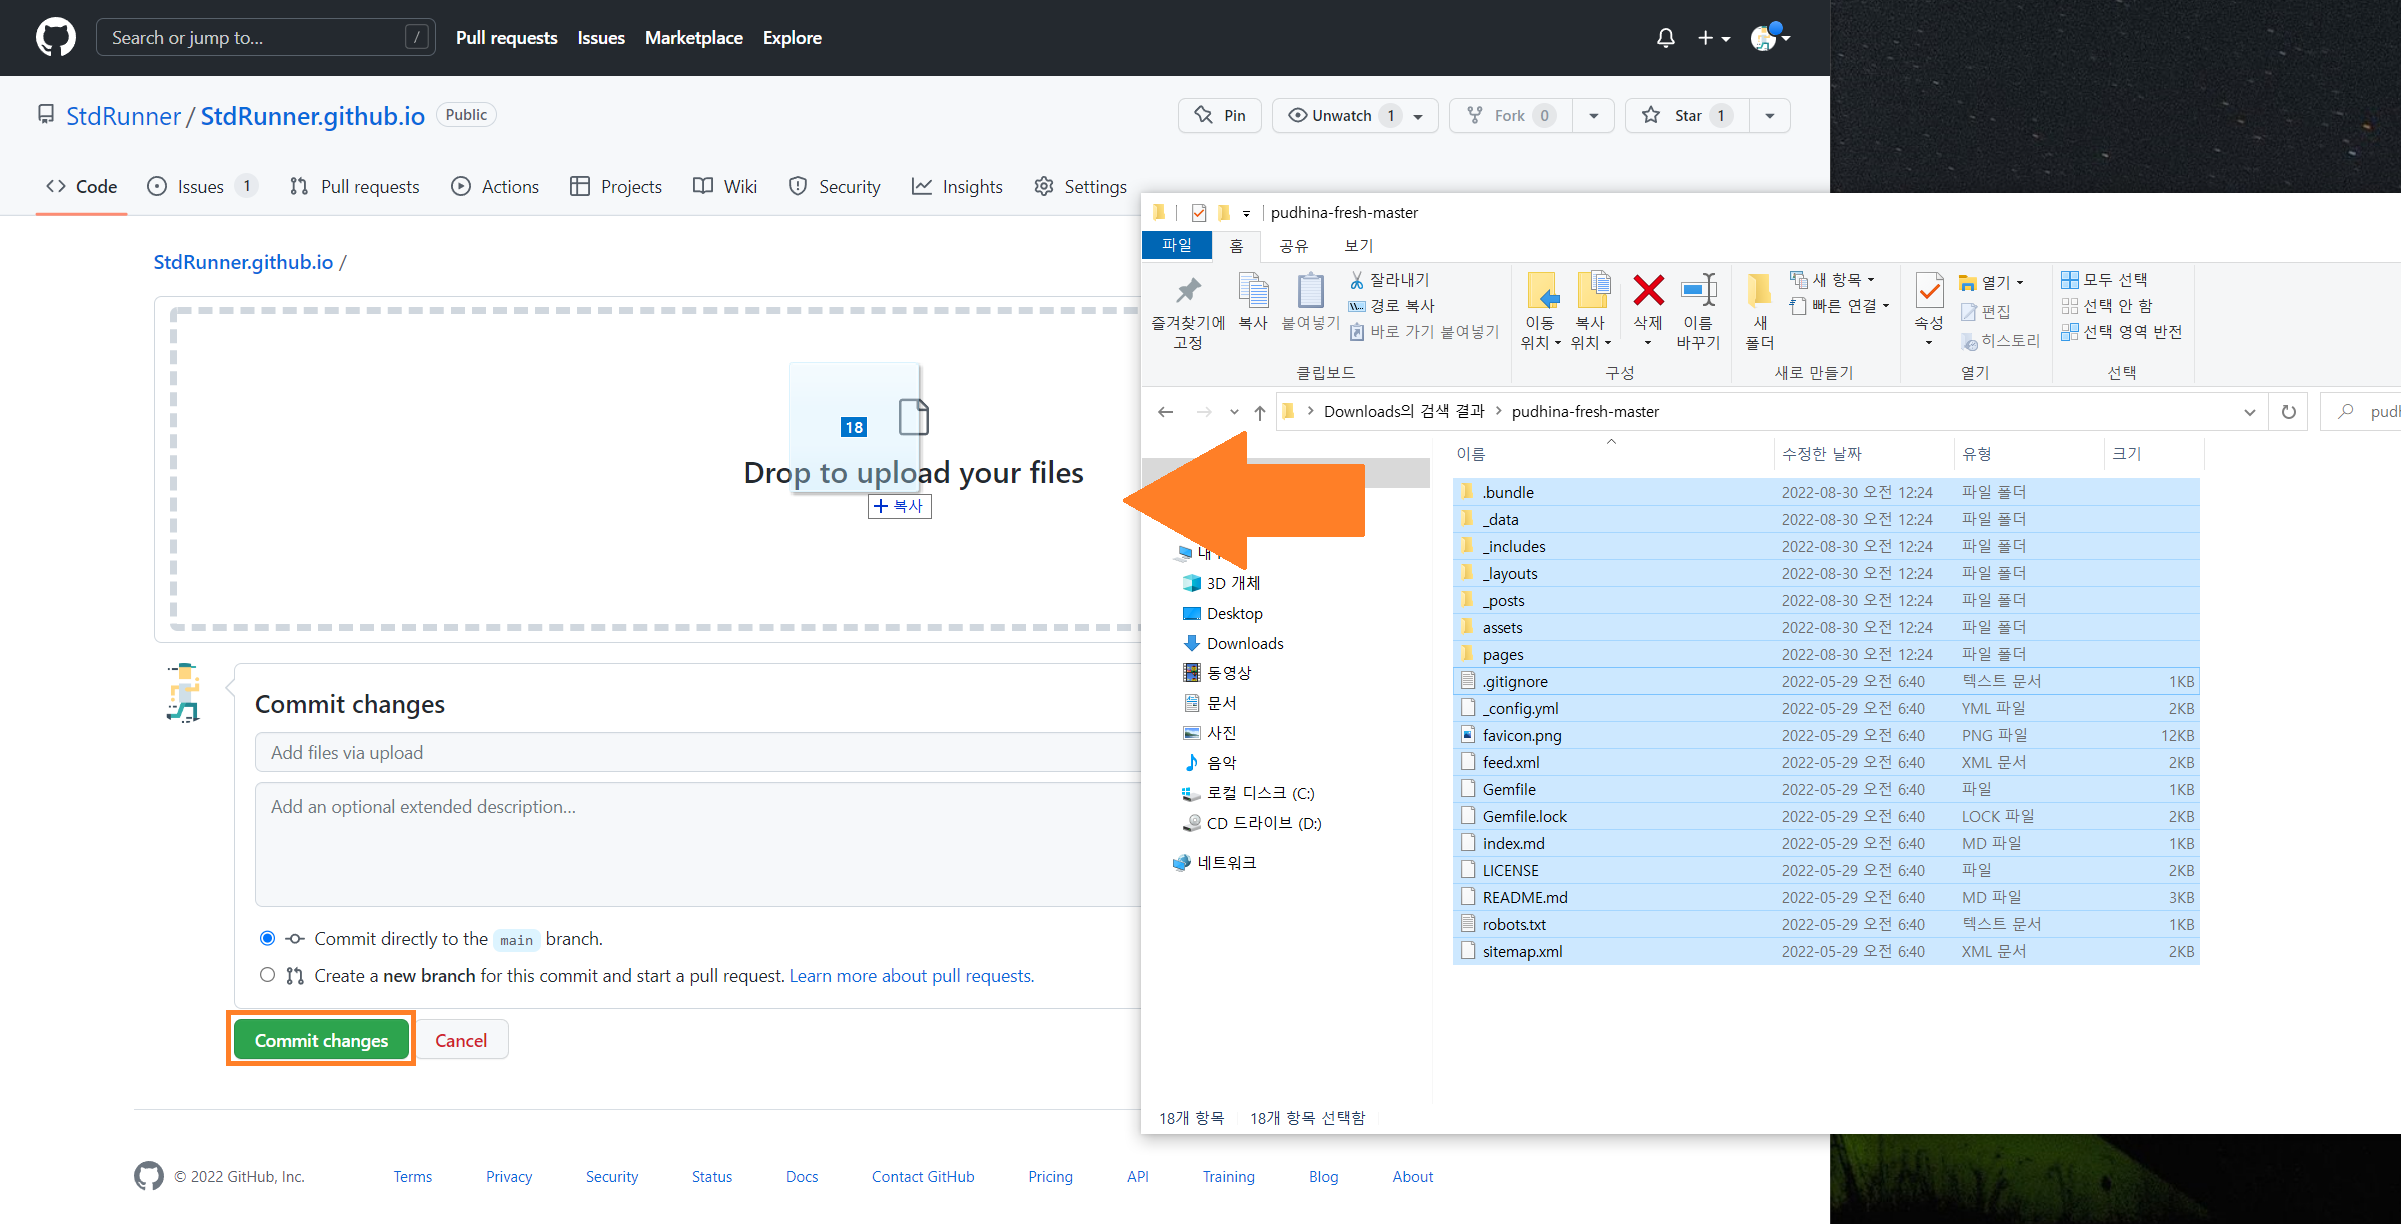 Search or jump to... /
Pull requests Issues Marketplace Explore
StdRunner / StdRunner.github.io Public
Pin Unwatch 1 Fork 0 Star 1
Code Issues 1 Pull requests Actions Projects Wiki Security Insights Settings
StdRunner.github.io /
18
Drop to upload your files
+ 복사
Commit changes
Add files via upload
Add an optional extended description...
Commit directly to the main branch.
Create a new branch for this commit and start a pull request. Learn more about pull requests.
Commit changes Cancel
© 2022 GitHub, Inc. Terms Privacy Security Status Docs Contact GitHub Pricing API Training Blog About
pudhina-fresh-master
파일 홈 공유 보기
즐겨찾기에 고정
복사
붙여넣기
잘라내기
경로 복사
바로 가기 붙여넣기
클립보드
이동 위치
복사 위치
삭제
이름 바꾸기
구성
새 폴더
새 항목
빠른 연결
새로 만들기
속성
열기
편집
히스토리
열기
모두 선택
선택 안 함
선택 영역 반전
선택
Downloads의 검색 결과 > pudhina-fresh-master
내
3D 개체
Desktop
Downloads
동영상
문서
사진
음악
로컬 디스크 (C:)
CD 드라이브 (D:)
네트워크
이름 수정한 날짜 유형 크기
.bundle 2022-08-30 오전 12:24 파일 폴더
_data 2022-08-30 오전 12:24 파일 폴더
_includes 2022-08-30 오전 12:24 파일 폴더
_layouts 2022-08-30 오전 12:24 파일 폴더
_posts 2022-08-30 오전 12:24 파일 폴더
assets 2022-08-30 오전 12:24 파일 폴더
pages 2022-08-30 오전 12:24 파일 폴더
.gitignore 2022-05-29 오전 6:40 텍스트 문서 1KB
_config.yml 2022-05-29 오전 6:40 YML 파일 2KB
favicon.png 2022-05-29 오전 6:40 PNG 파일 12KB
feed.xml 2022-05-29 오전 6:40 XML 문서 2KB
Gemfile 2022-05-29 오전 6:40 파일 1KB
Gemfile.lock 2022-05-29 오전 6:40 LOCK 파일 2KB
index.md 2022-05-29 오전 6:40 MD 파일 1KB
LICENSE 2022-05-29 오전 6:40 파일 2KB
README.md 2022-05-29 오전 6:40 MD 파일 3KB
robots.txt 2022-05-29 오전 6:40 텍스트 문서 1KB
sitemap.xml 2022-05-29 오전 6:40 XML 문서 2KB
18개 항목 18개 항목 선택함